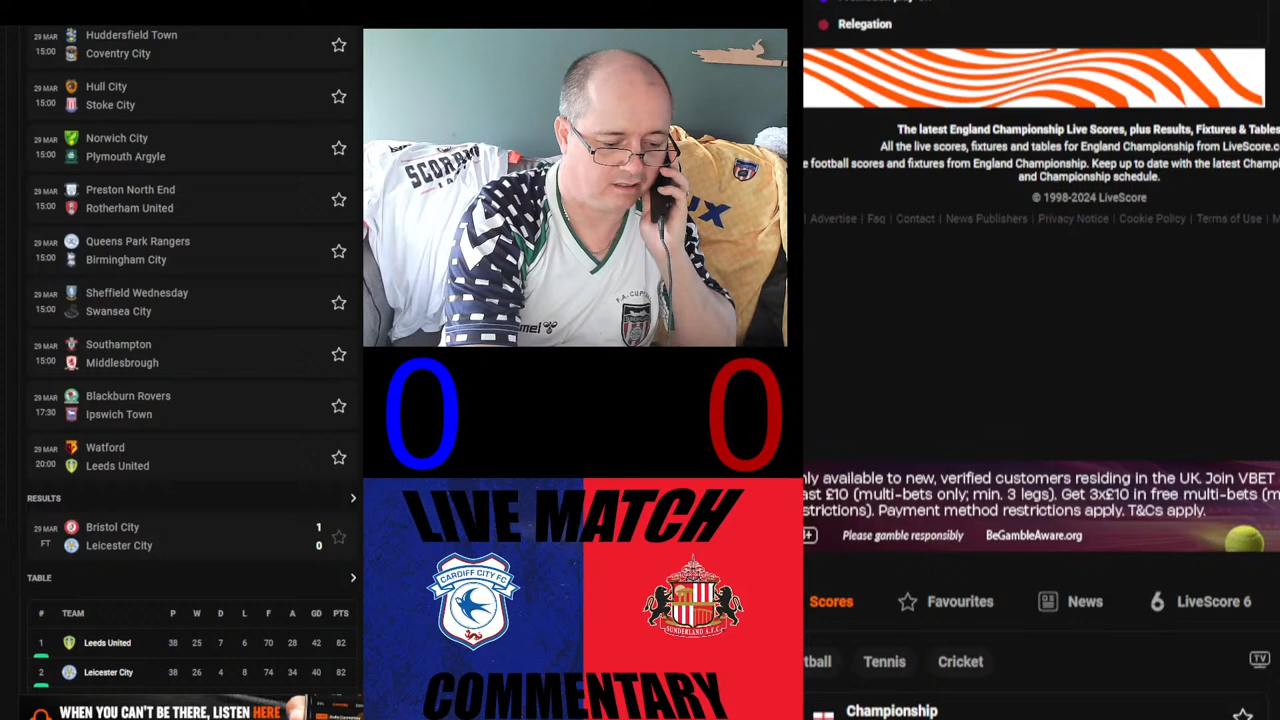 29 MAR
15:00
Huddersfield Town
Coventry City
29 MAR
15:00
Hull City
Stoke City
29 MAR
15:00
Norwich City
Plymouth Argyle
29 MAR
15:00
Preston North End
Rotherham United
29 MAR
15:00
Queens Park Rangers
Birmingham City
29 MAR
15:00
Sheffield Wednesday
Swansea City
29 MAR
15:00
Southampton
Middlesbrough
29 MAR
17:30
Blackburn Rovers
Ipswich Town
29 MAR
20:00
Watford
Leeds United
RESULTS
29 MAR
FT
Bristol City 1
Leicester City 0
TABLE
# TEAM P W D L F A GD PTS
1 Leeds United 38 25 7 6 70 28 42 82
2 Leicester City 38 26 4 8 74 34 40 82
WHEN YOU CAN'T BE THERE, LISTEN HERE
F.A. CUP
0 0
LIVE MATCH
CARDIFF CITY FC
SUNDERLAND A.F.C.
COMMENTARY
Relegation
The latest England Championship Live Scores, plus Results, Fixtures & Tables
All the live scores, fixtures and tables for England Championship from LiveScore.c
e football scores and fixtures from England Championship. Keep up to date with the latest Champ
and Championship schedule.
© 1998-2024 LiveScore
Advertise Faq Contact News Publishers Privacy Notice Cookie Policy Terms of Use
nly available to new, verified customers residing in the UK. Join VBET
ast £10 (multi-bets only; min. 3 legs). Get 3x£10 in free multi-bets (m
strictions). Payment method restrictions apply. T&Cs apply.
Please gamble responsibly BeGambleAware.org
Scores Favourites News 6 LiveScore 6
tball Tennis Cricket
TV
Championship